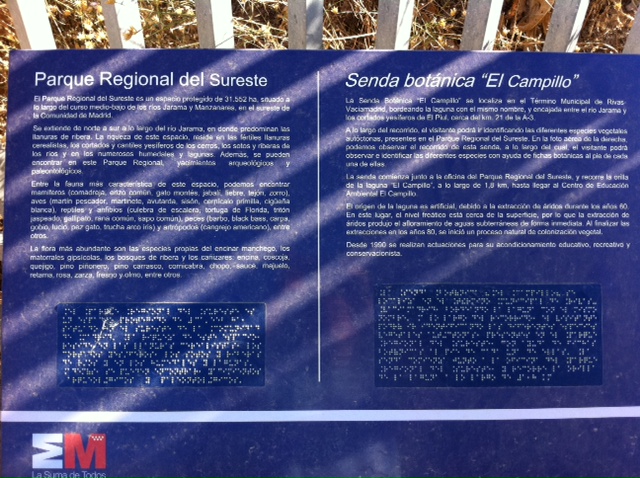 Parque Regional del Sureste
El Parque Regional del Sureste es un espacio protegido de 31.552 ha, situado a
lo largo del curso medio-bajo de los ríos Jarama y Manzanares, en el sureste de
la Comunidad de Madrid.
Se extiende de norte a sur a lo largo del río Jarama, en donde predominan las
llanuras de ribera. La riqueza de este espacio, reside en las fértiles llanuras
cerealistas, los cortados y cantiles yesíferos de los cerros, los sotos y riberas de
los ríos y en los numerosos humedales y lagunas. Además, se pueden
encontrar en este Parque Regional, yacimientos arqueológicos y
paleontológicos.
Entre la fauna más característica de este espacio, podemos encontrar
mamíferos (comadreja, erizo común, gato montés, jabalí, liebre, tejón, zorro),
aves (martín pescador, martinete, avutarda, sisón, cernícalo primilla, cigüeña
blanca), reptiles y anfibios (culebra de escalera, tortuga de Florida, tritón
jaspeado, gallipato, rana común, sapo común), peces (barbo, black bass, carpa,
gobio, lucio, pez gato, trucha arco iris) y artrópodos (cangrejo americano), entre
otros.
La flora más abundante son las especies propias del encinar manchego, los
matorrales gipsícolas, los bosques de ribera y los cañizares: encina, coscoja,
quejigo, pino piñonero, pino carrasco, cornicabra, chopo, sauce, majuelo,
retama, rosa, zarza, fresno y olmo, entre otros.
Senda botánica “El Campillo”
La Senda Botánica “El Campillo” se localiza en el Término Municipal de Rivas-
Vaciamadrid, bordeando la laguna con el mismo nombre, y encajada entre el río Jarama y
los cortados yesíferos de El Piul, cerca del km. 21 de la A-3.
A lo largo del recorrido, el visitante podrá ir identificando las diferentes especies vegetales
autóctonas, presentes en el Parque Regional del Sureste. En la foto aérea de la derecha,
podemos observar el recorrido de esta senda, a lo largo del cual, el visitante podrá
observar e identificar las diferentes especies con ayuda de fichas botánicas al pie de cada
una de ellas.
La senda comienza junto a la oficina del Parque Regional del Sureste, y recorre la orilla
de la laguna “El Campillo”, a lo largo de 1,8 km, hasta llegar al Centro de Educación
Ambiental El Campillo.
El origen de la laguna es artificial, debido a la extracción de áridos durante los años 60.
En este lugar, el nivel freático está cerca de la superficie, por lo que la extracción de
áridos produjo el afloramiento de aguas subterráneas de forma inmediata. Al finalizar las
extracciones en los años 80, se inició un proceso natural de colonización vegetal.
Desde 1990 se realizan actuaciones para su acondicionamiento educativo, recreativo y
conservacionista.
EM
La Suma de Todos